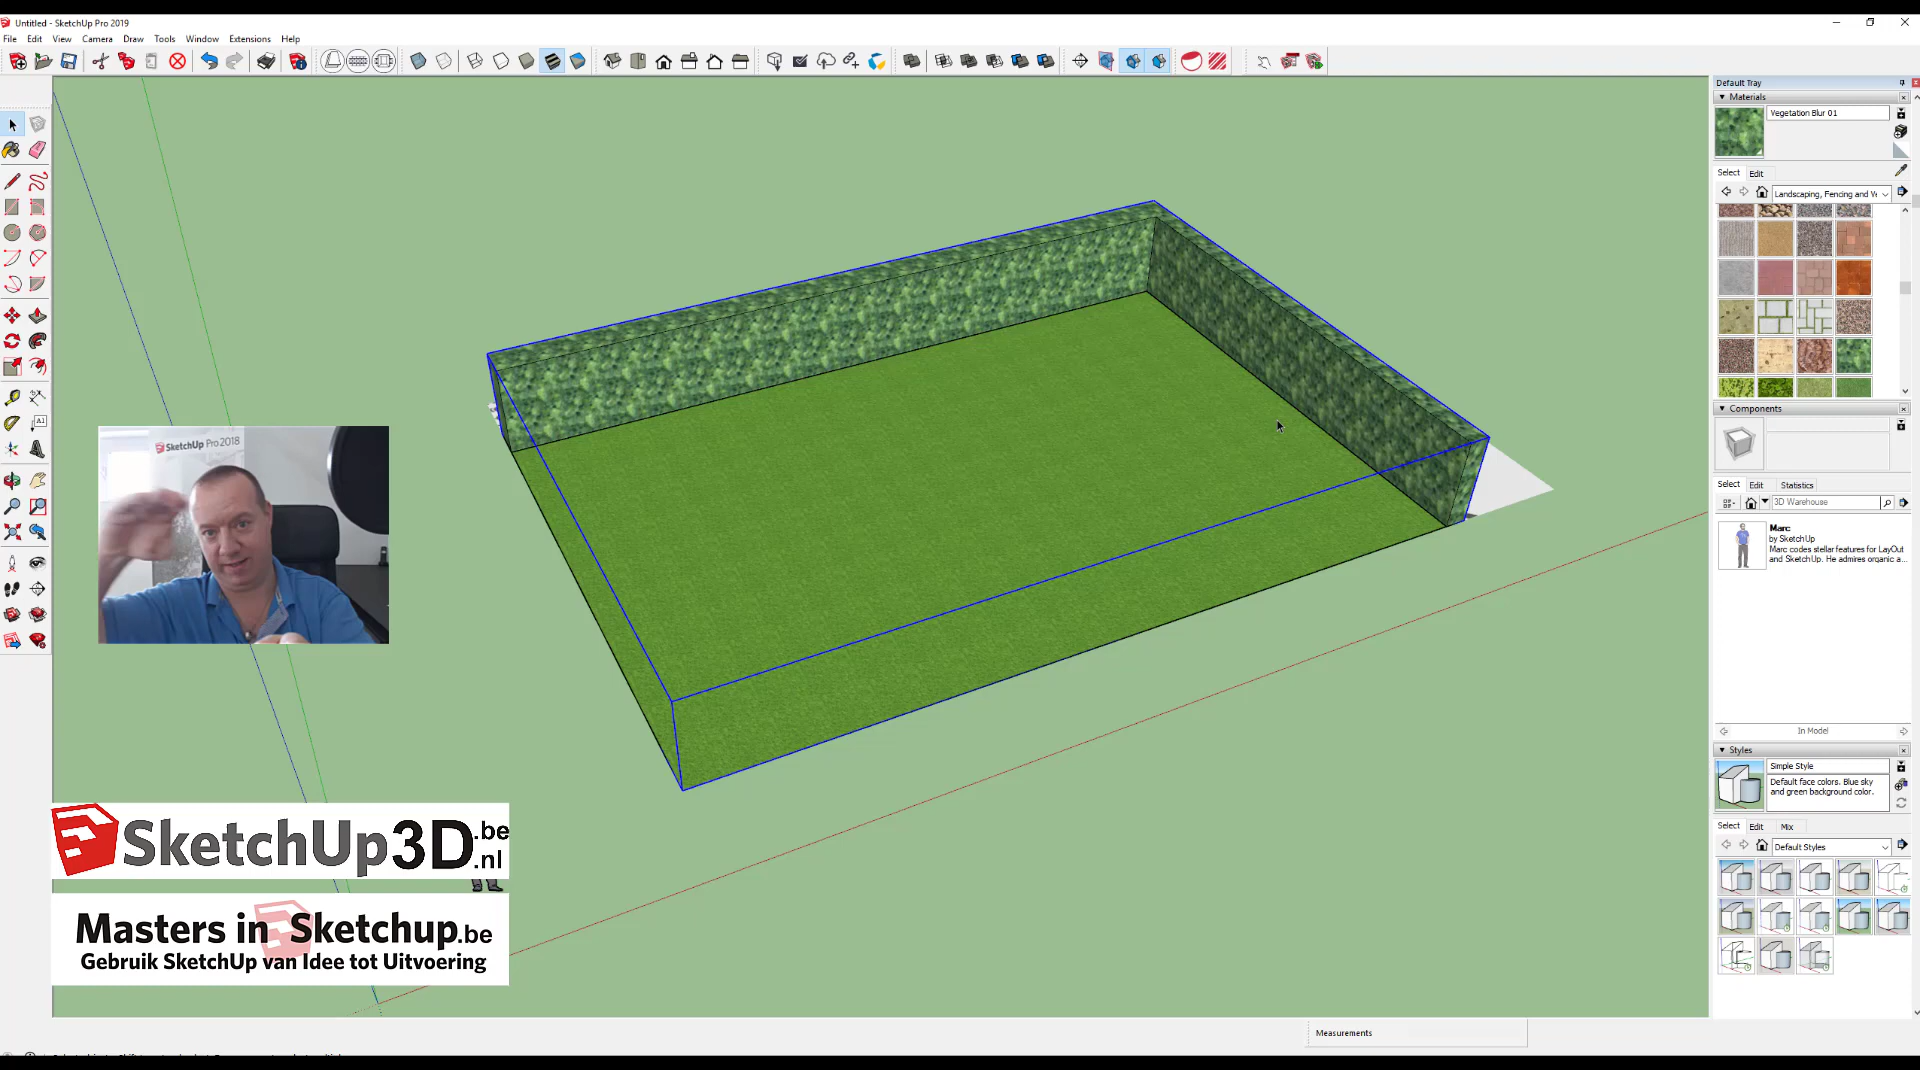 Untitled - SketchUp Pro 2019
File Edit View Camera Draw Tools Window Extensions Help
Default Tray
Materials
Vegetation Blur 01
Select Edit
Landscaping, Fencing and Ve
Components
Select Edit Statistics
3D Warehouse
Marc
by SketchUp
Marc codes stellar features for LayOut
and SketchUp. He admires organic a...
In Model
Styles
Simple Style
Default face colors. Blue sky
and green background color.
Select Edit Mix
Default Styles
SketchUp Pro 2018
SketchUp3D.be
.nl
Masters in Sketchup.be
Gebruik SketchUp van Idee tot Uitvoering
Measurements